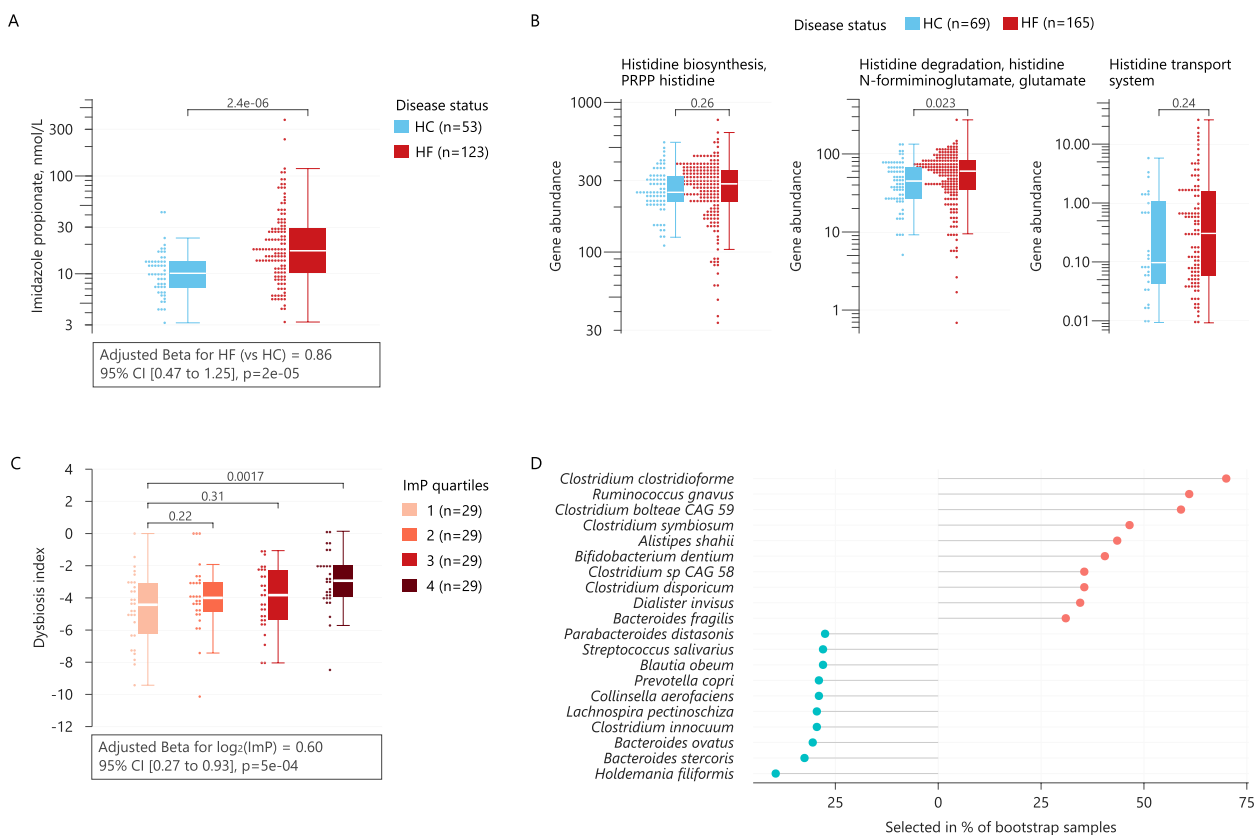 A
2.4e-06
Disease status
HC (n=53)
HF (n=123)
Imidazole propionate, nmol/L
300
100
30
10
3
Adjusted Beta for HF (vs HC) = 0.86
95% CI [0.47 to 1.25], p=2e-05
B
Disease status HC (n=69) HF (n=165)
Histidine biosynthesis,
PRPP histidine
0.26
Gene abundance
1000
300
100
30
Histidine degradation, histidine
N-formiminoglutamate, glutamate
0.023
Gene abundance
100
10
1
Histidine transport
system
0.24
Gene abundance
10.00
1.00
0.10
0.01
C
0.0017
0.31
0.22
ImP quartiles
1 (n=29)
2 (n=29)
3 (n=29)
4 (n=29)
Dysbiosis index
4
2
0
-2
-4
-6
-8
-10
-12
Adjusted Beta for log2(ImP) = 0.60
95% CI [0.27 to 0.93], p=5e-04
D
Clostridium clostridioforme
Ruminococcus gnavus
Clostridium bolteae CAG 59
Clostridium symbiosum
Alistipes shahii
Bifidobacterium dentium
Clostridium sp CAG 58
Clostridium disporicum
Dialister invisus
Bacteroides fragilis
Parabacteroides distasonis
Streptococcus salivarius
Blautia obeum
Prevotella copri
Collinsella aerofaciens
Lachnospira pectinoschiza
Clostridium innocuum
Bacteroides ovatus
Bacteroides stercoris
Holdemania filiformis
25 0 25 50 75
Selected in % of bootstrap samples